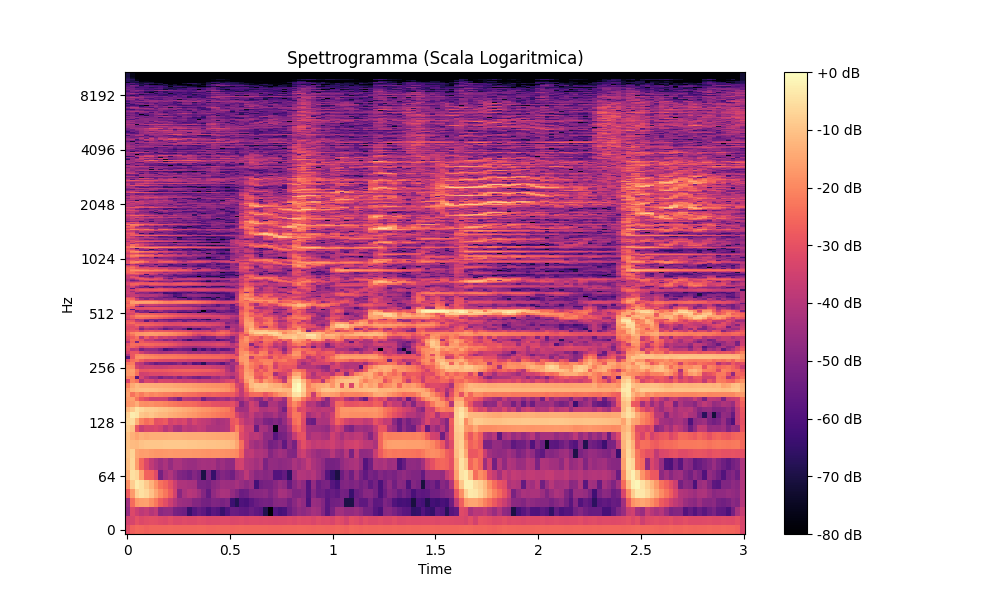 Spettrogramma (Scala Logaritmica)
Hz
8192
4096
2048
1024
512
256
128
64
0
0 0.5 1 1.5 2 2.5 3
Time
+0 dB
-10 dB
-20 dB
-30 dB
-40 dB
-50 dB
-60 dB
-70 dB
-80 dB